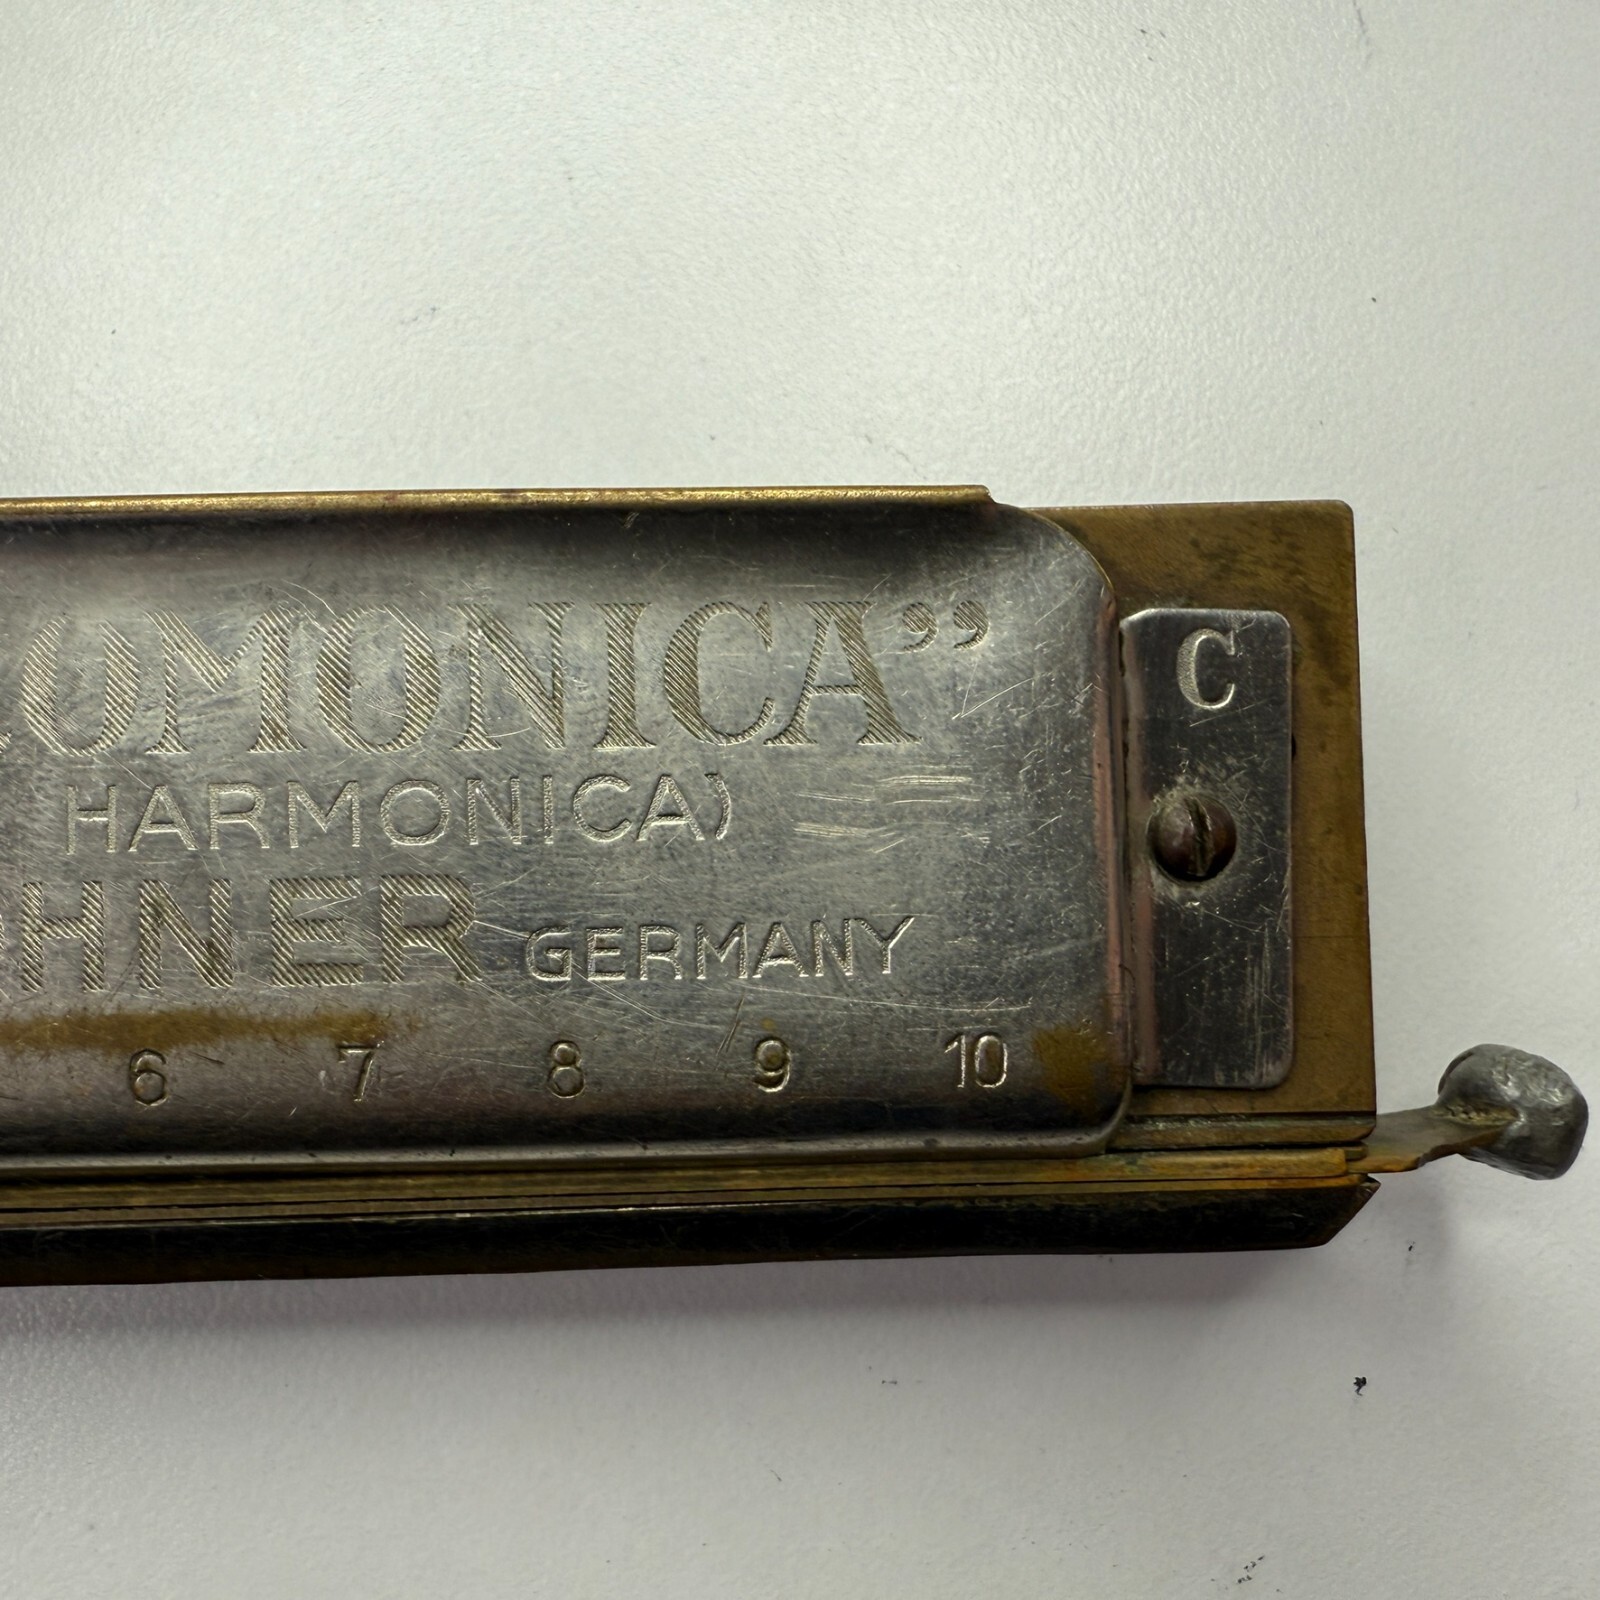 OMONICA”
C
HARMONICA)
HNER GERMANY
6 7 8 9 10